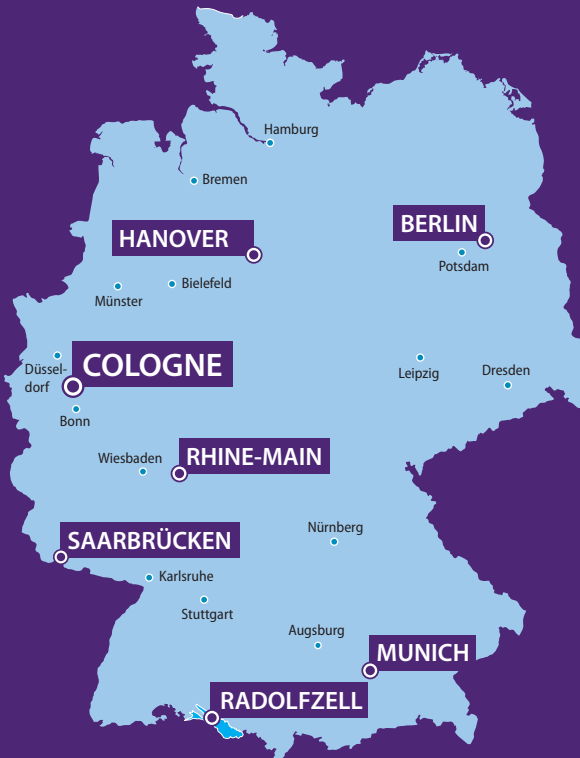 Hamburg
Bremen
BERLIN
HANOVER
Potsdam
Bielefeld
Münster
COLOGNE
Düssel-
dorf
Leipzig
Dresden
Bonn
RHINE-MAIN
Wiesbaden
Nürnberg
SAARBRÜCKEN
Karlsruhe
Stuttgart
Augsburg
MUNICH
RADOLFZELL